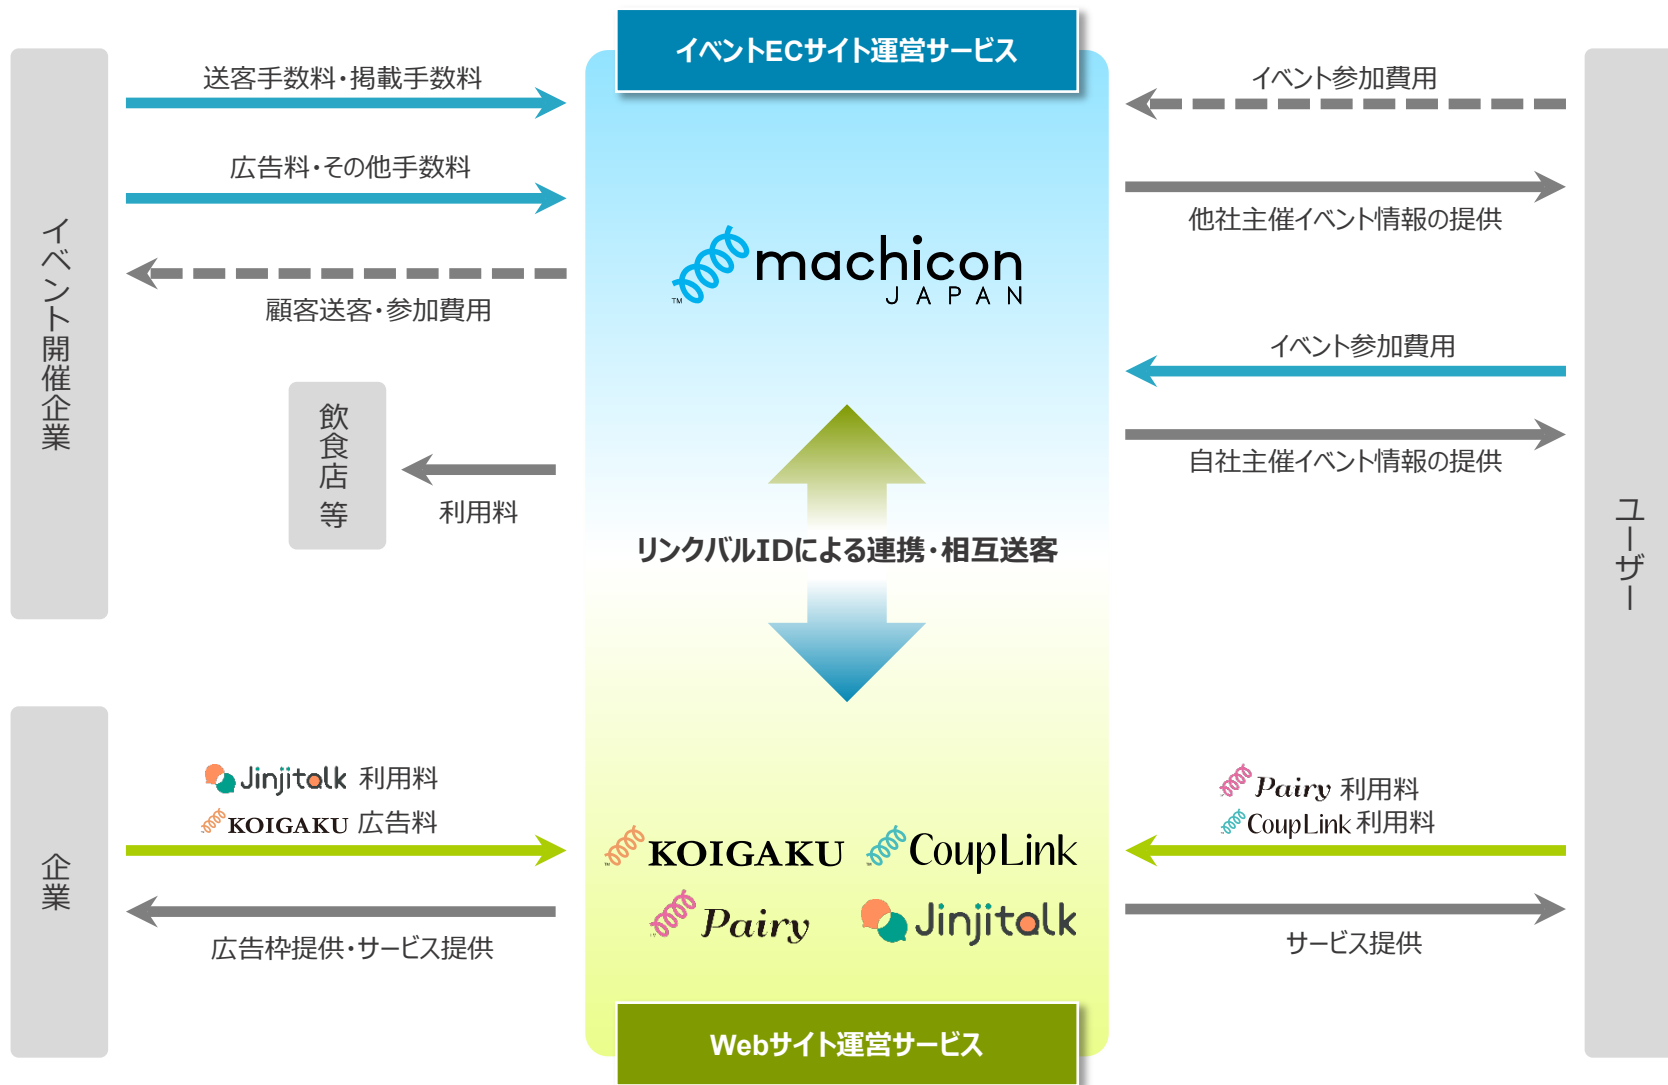 イベントECサイト運営サービス
送客手数料・掲載手数料
広告料・その他手数料
顧客送客・参加費用
イベント開催企業
飲食店 等
利用料
machicon
JAPAN
TM
イベント参加費用
他社主催イベント情報の提供
イベント参加費用
自社主催イベント情報の提供
ユーザー
リンクバルIDによる連携・相互送客
企業
Jinjitalk 利用料
KOIGAKU 広告料
広告枠提供・サービス提供
KOIGAKU CoupLink
Pairy Jinjitalk
Pairy 利用料
CoupLink 利用料
サービス提供
Webサイト運営サービス